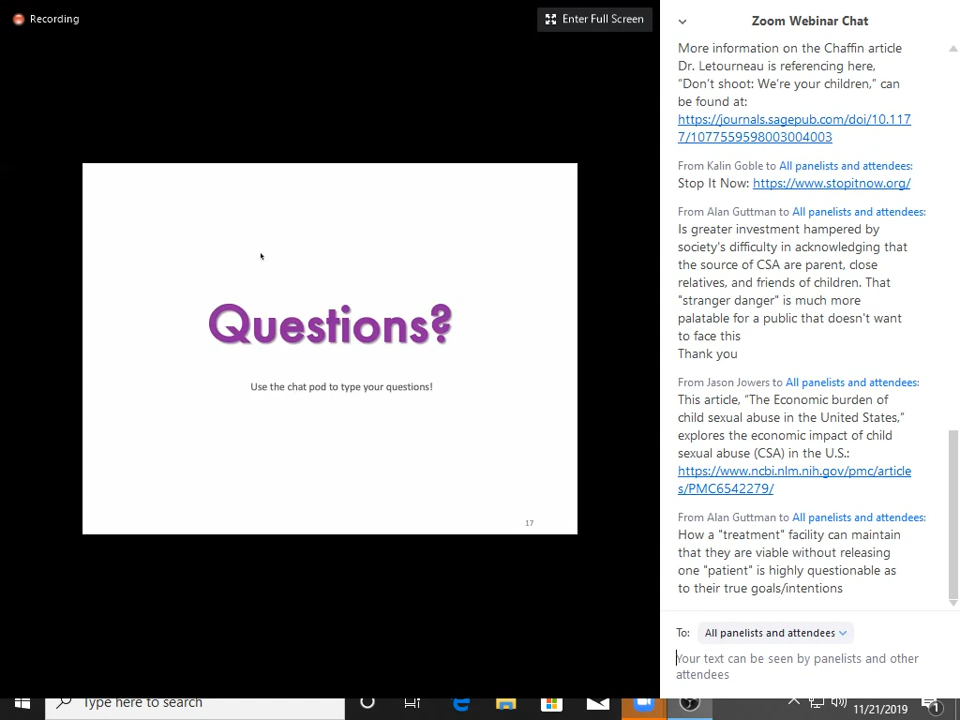 Recording
Enter Full Screen
Questions?
Use the chat pod to type your questions!
17
Zoom Webinar Chat
More information on the Chaffin article
Dr. Letourneau is referencing here,
“Don't shoot: We’re your children,” can
be found at:
https://journals.sagepub.com/doi/10.117
7/1077559598003004003
From Kalin Goble to All panelists and attendees:
Stop It Now: https://www.stopitnow.org/
From Alan Guttman to All panelists and attendees:
Is greater investment hampered by
society's difficulty in acknowledging that
the source of CSA are parent, close
relatives, and friends of children. That
"stranger danger" is much more
palatable for a public that doesn't want
to face this
Thank you
From Jason Jowers to All panelists and attendees:
This article, “The Economic burden of
child sexual abuse in the United States,”
explores the economic impact of child
sexual abuse (CSA) in the U.S.:
https://www.ncbi.nlm.nih.gov/pmc/article
s/PMC6542279/
From Alan Guttman to All panelists and attendees:
How a "treatment" facility can maintain
that they are viable without releasing
one "patient" is highly questionable as
to their true goals/intentions
To: All panelists and attendees
Your text can be seen by panelists and other
attendees
Type here to search
11/21/2019
1